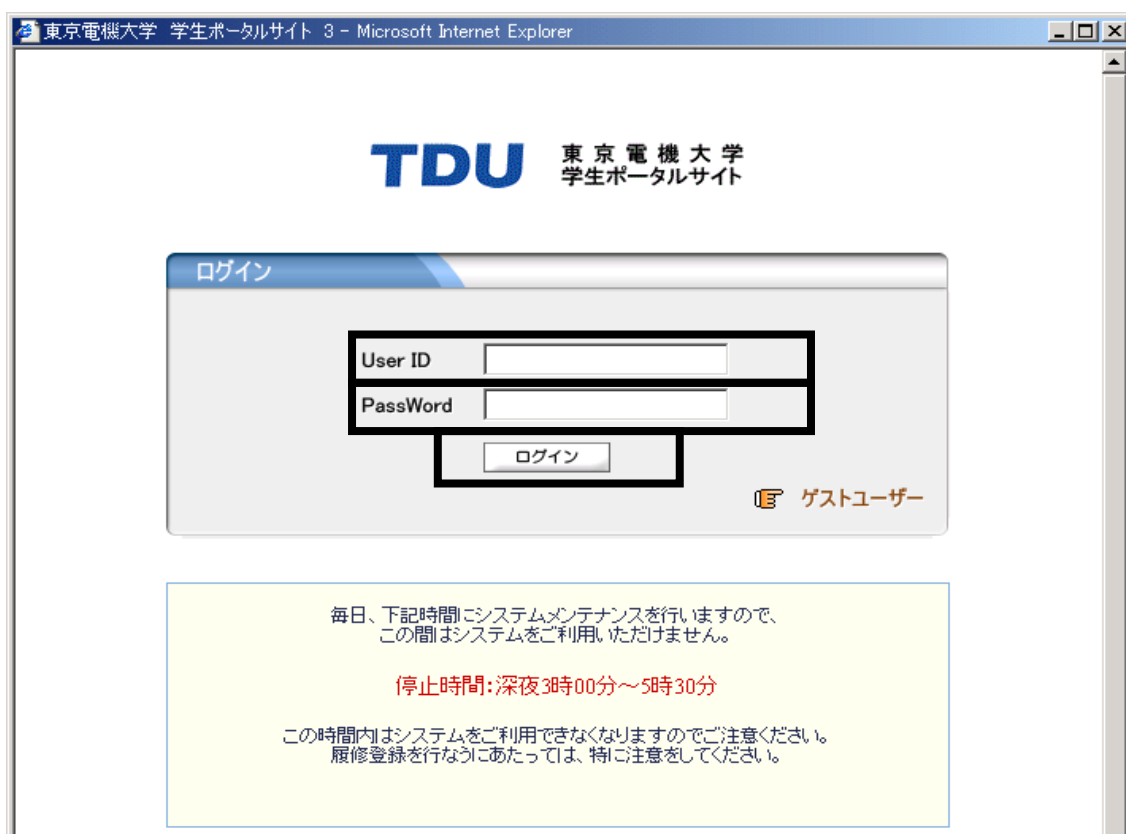 東京電機大学 学生ポータルサイト 3 - Microsoft Internet Explorer
TDU 東京電機大学
学生ポータルサイト
ログイン
User ID
PassWord
ログイン
ゲストユーザー
毎日、下記時間にシステムメンテナンスを行いますので、
この間はシステムをご利用いただけません。
停止時間:深夜3時00分～5時30分
この時間内はシステムをご利用できなくなりますのでご注意ください。
履修登録を行なうにあたっては、特に注意をしてください。